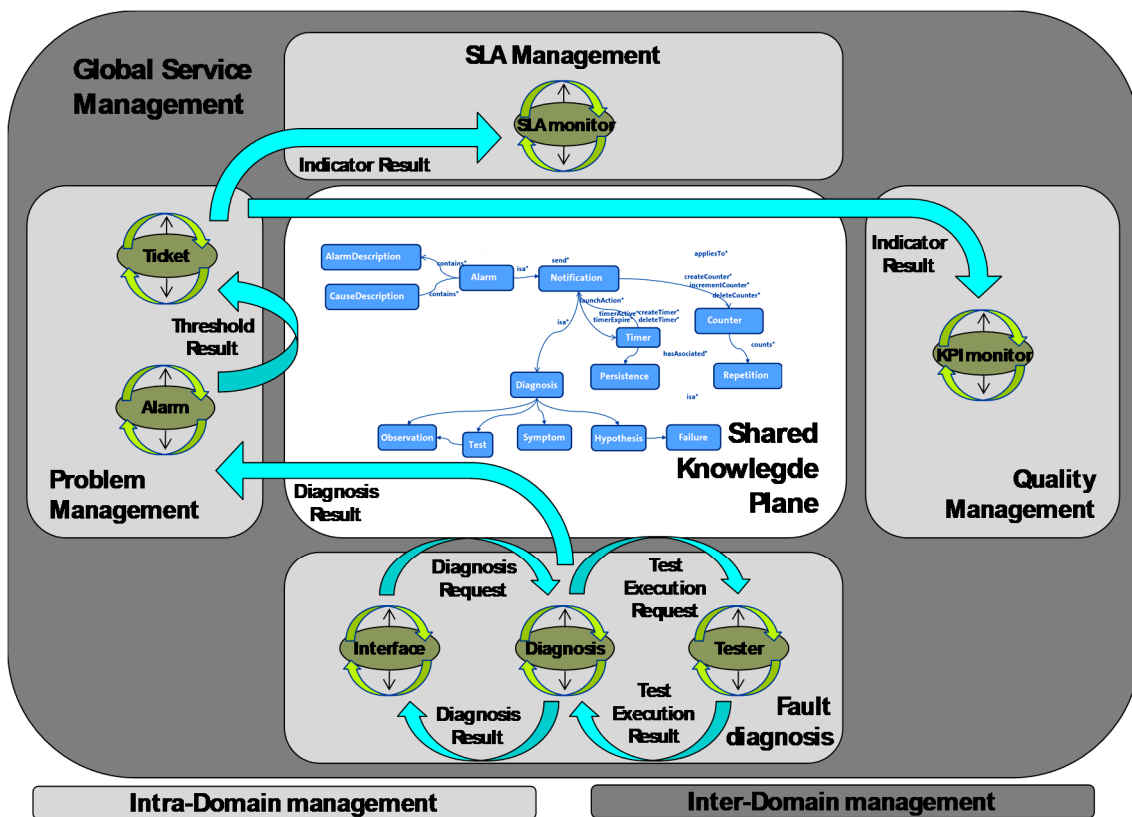 SLA Management
Global Service
Management
SLA monitor
Indicator Result
Ticket
Threshold
Result
Alarm
Problem
Management
AlarmDescription
CauseDescription
contains*
contains*
Alarm
isa*
send*
Notification
appliesTo*
createCounter*
incrementCounter*
deleteCounter*
launchAction*
timerActive*
createTimer*
timerExpire*
deleteTimer*
isa*
Timer
Counter
hasAsociated*
counts*
Persistence
Repetition
isa*
Diagnosis
Observation
Test
Symptom
Hypothesis
Failure
Shared
Knowlegde
Plane
Indicator
Result
KPI monitor
Quality
Management
Diagnosis
Result
Diagnosis
Request
Test
Execution
Request
Interface
Diagnosis
Tester
Diagnosis
Result
Test
Execution
Result
Fault
diagnosis
Intra-Domain management
Inter-Domain management